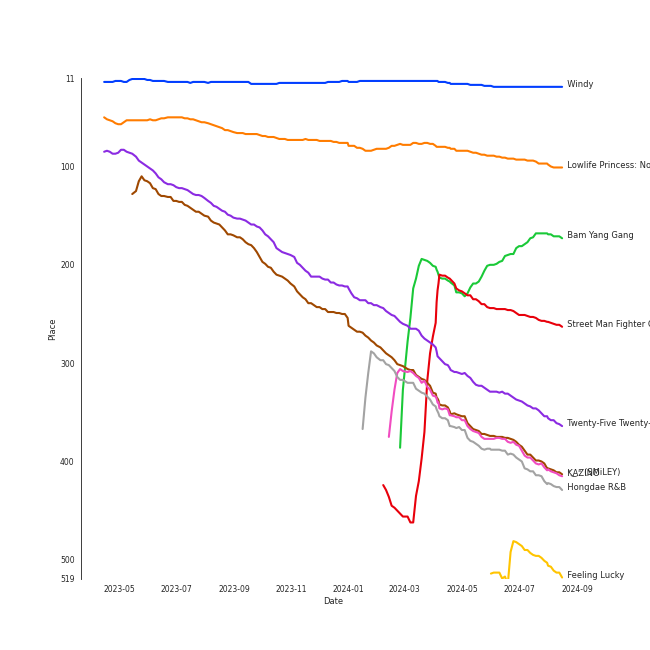 11
100
200
300
400
500
519
Place
2023-05
2023-07
2023-09
2023-11
2024-01
2024-03
2024-05
2024-07
2024-09
Date
Windy
Lowlife Princess: No
Bam Yang Gang
Street Man Fighter
Twenty-Five Twenty-
KAZINO
(SMiLEY)
Hongdae R&B
Feeling Lucky